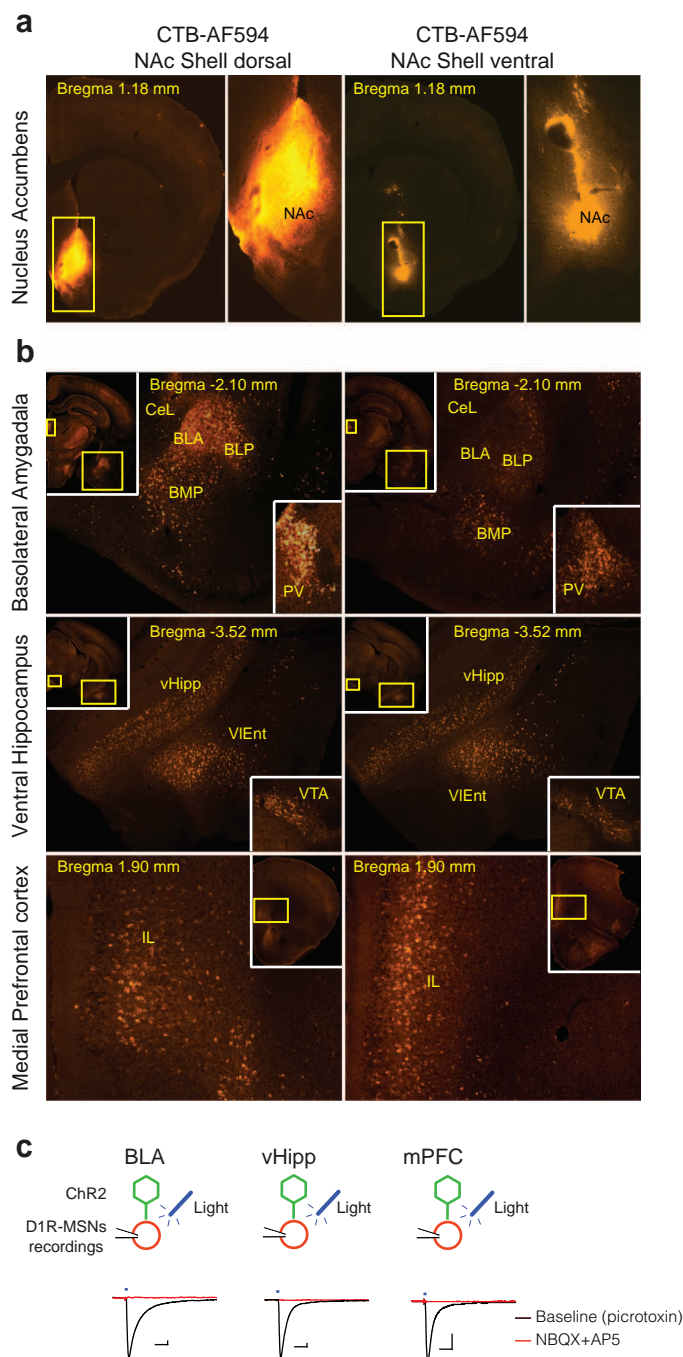 a
CTB-AF594
NAc Shell dorsal
CTB-AF594
NAc Shell ventral
Nucleus Accumbens
Bregma 1.18 mm
NAc
Bregma 1.18 mm
NAc
b
Basolateral Amygadala
Bregma -2.10 mm
CeL
BLA
BLP
BMP
PV
Bregma -2.10 mm
CeL
BLA
BLP
BMP
PV
Ventral Hippocampus
Bregma -3.52 mm
vHipp
VIEnt
VTA
Bregma -3.52 mm
vHipp
VIEnt
VTA
Medial Prefrontal cortex
Bregma 1.90 mm
IL
Bregma 1.90 mm
IL
c
BLA
vHipp
mPFC
ChR2
Light
Light
Light
D1R-MSNs
recordings
Baseline (picrotoxin)
NBQX+AP5